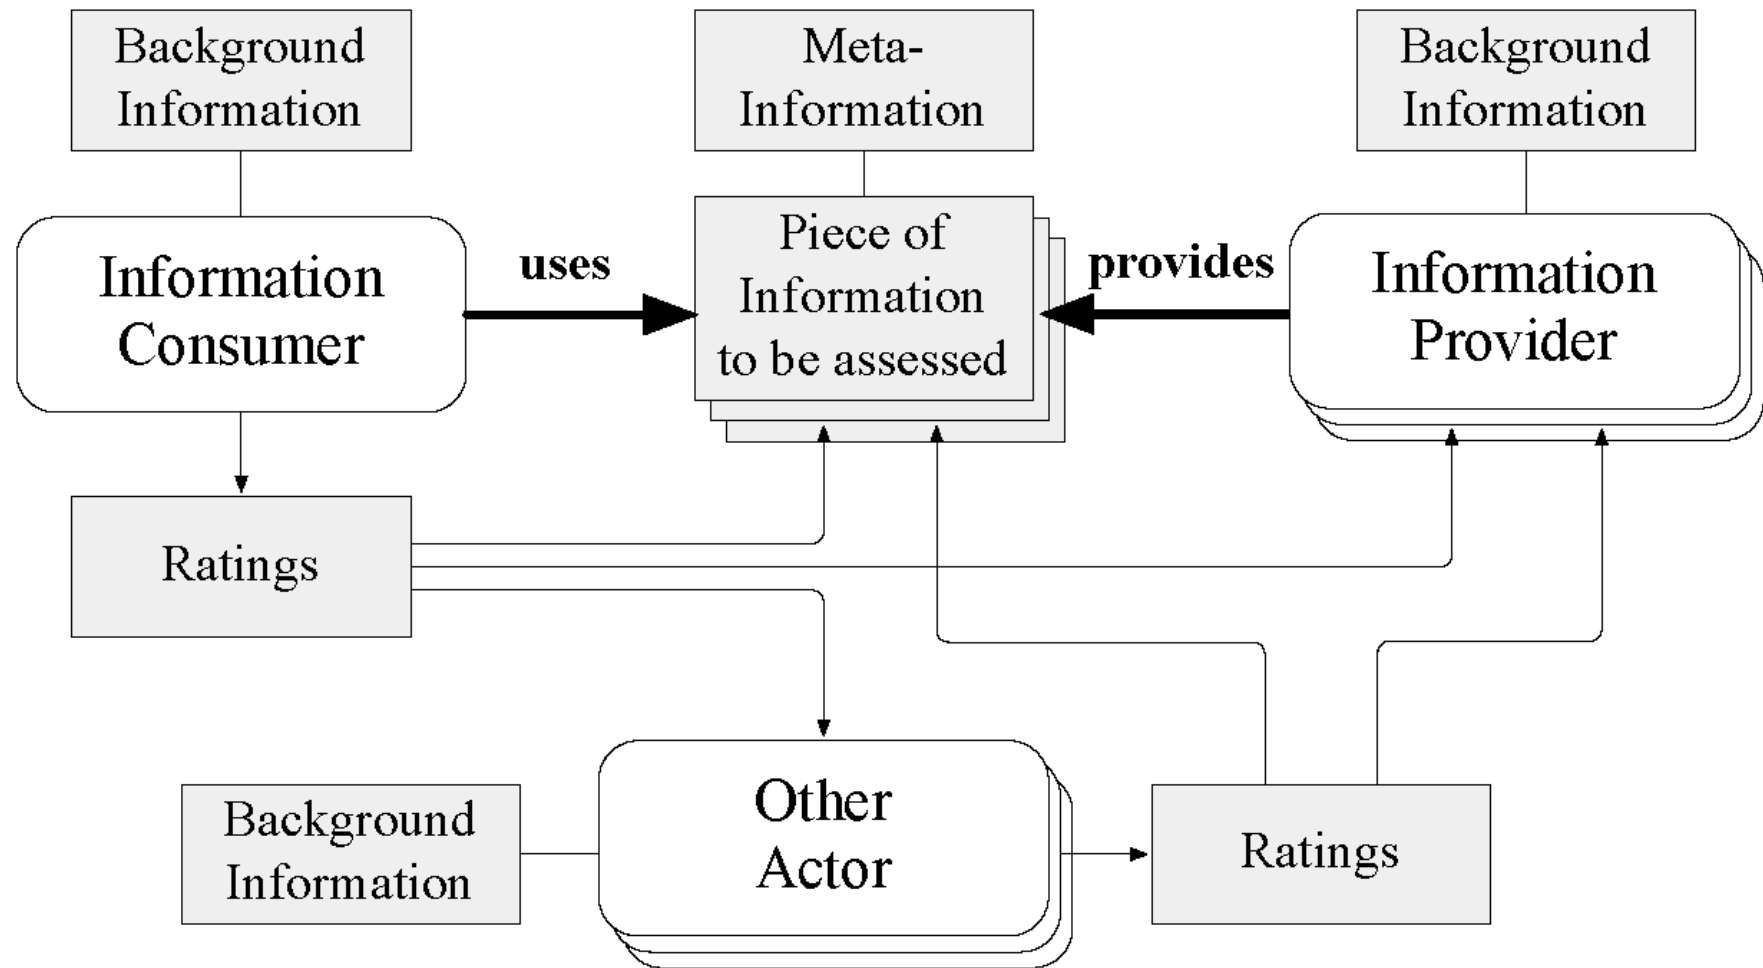 Background
Information
Meta-
Information
Background
Information
Information
Consumer
uses
Piece of
Information
to be assessed
provides
Information
Provider
Ratings
Background
Information
Other
Actor
Ratings